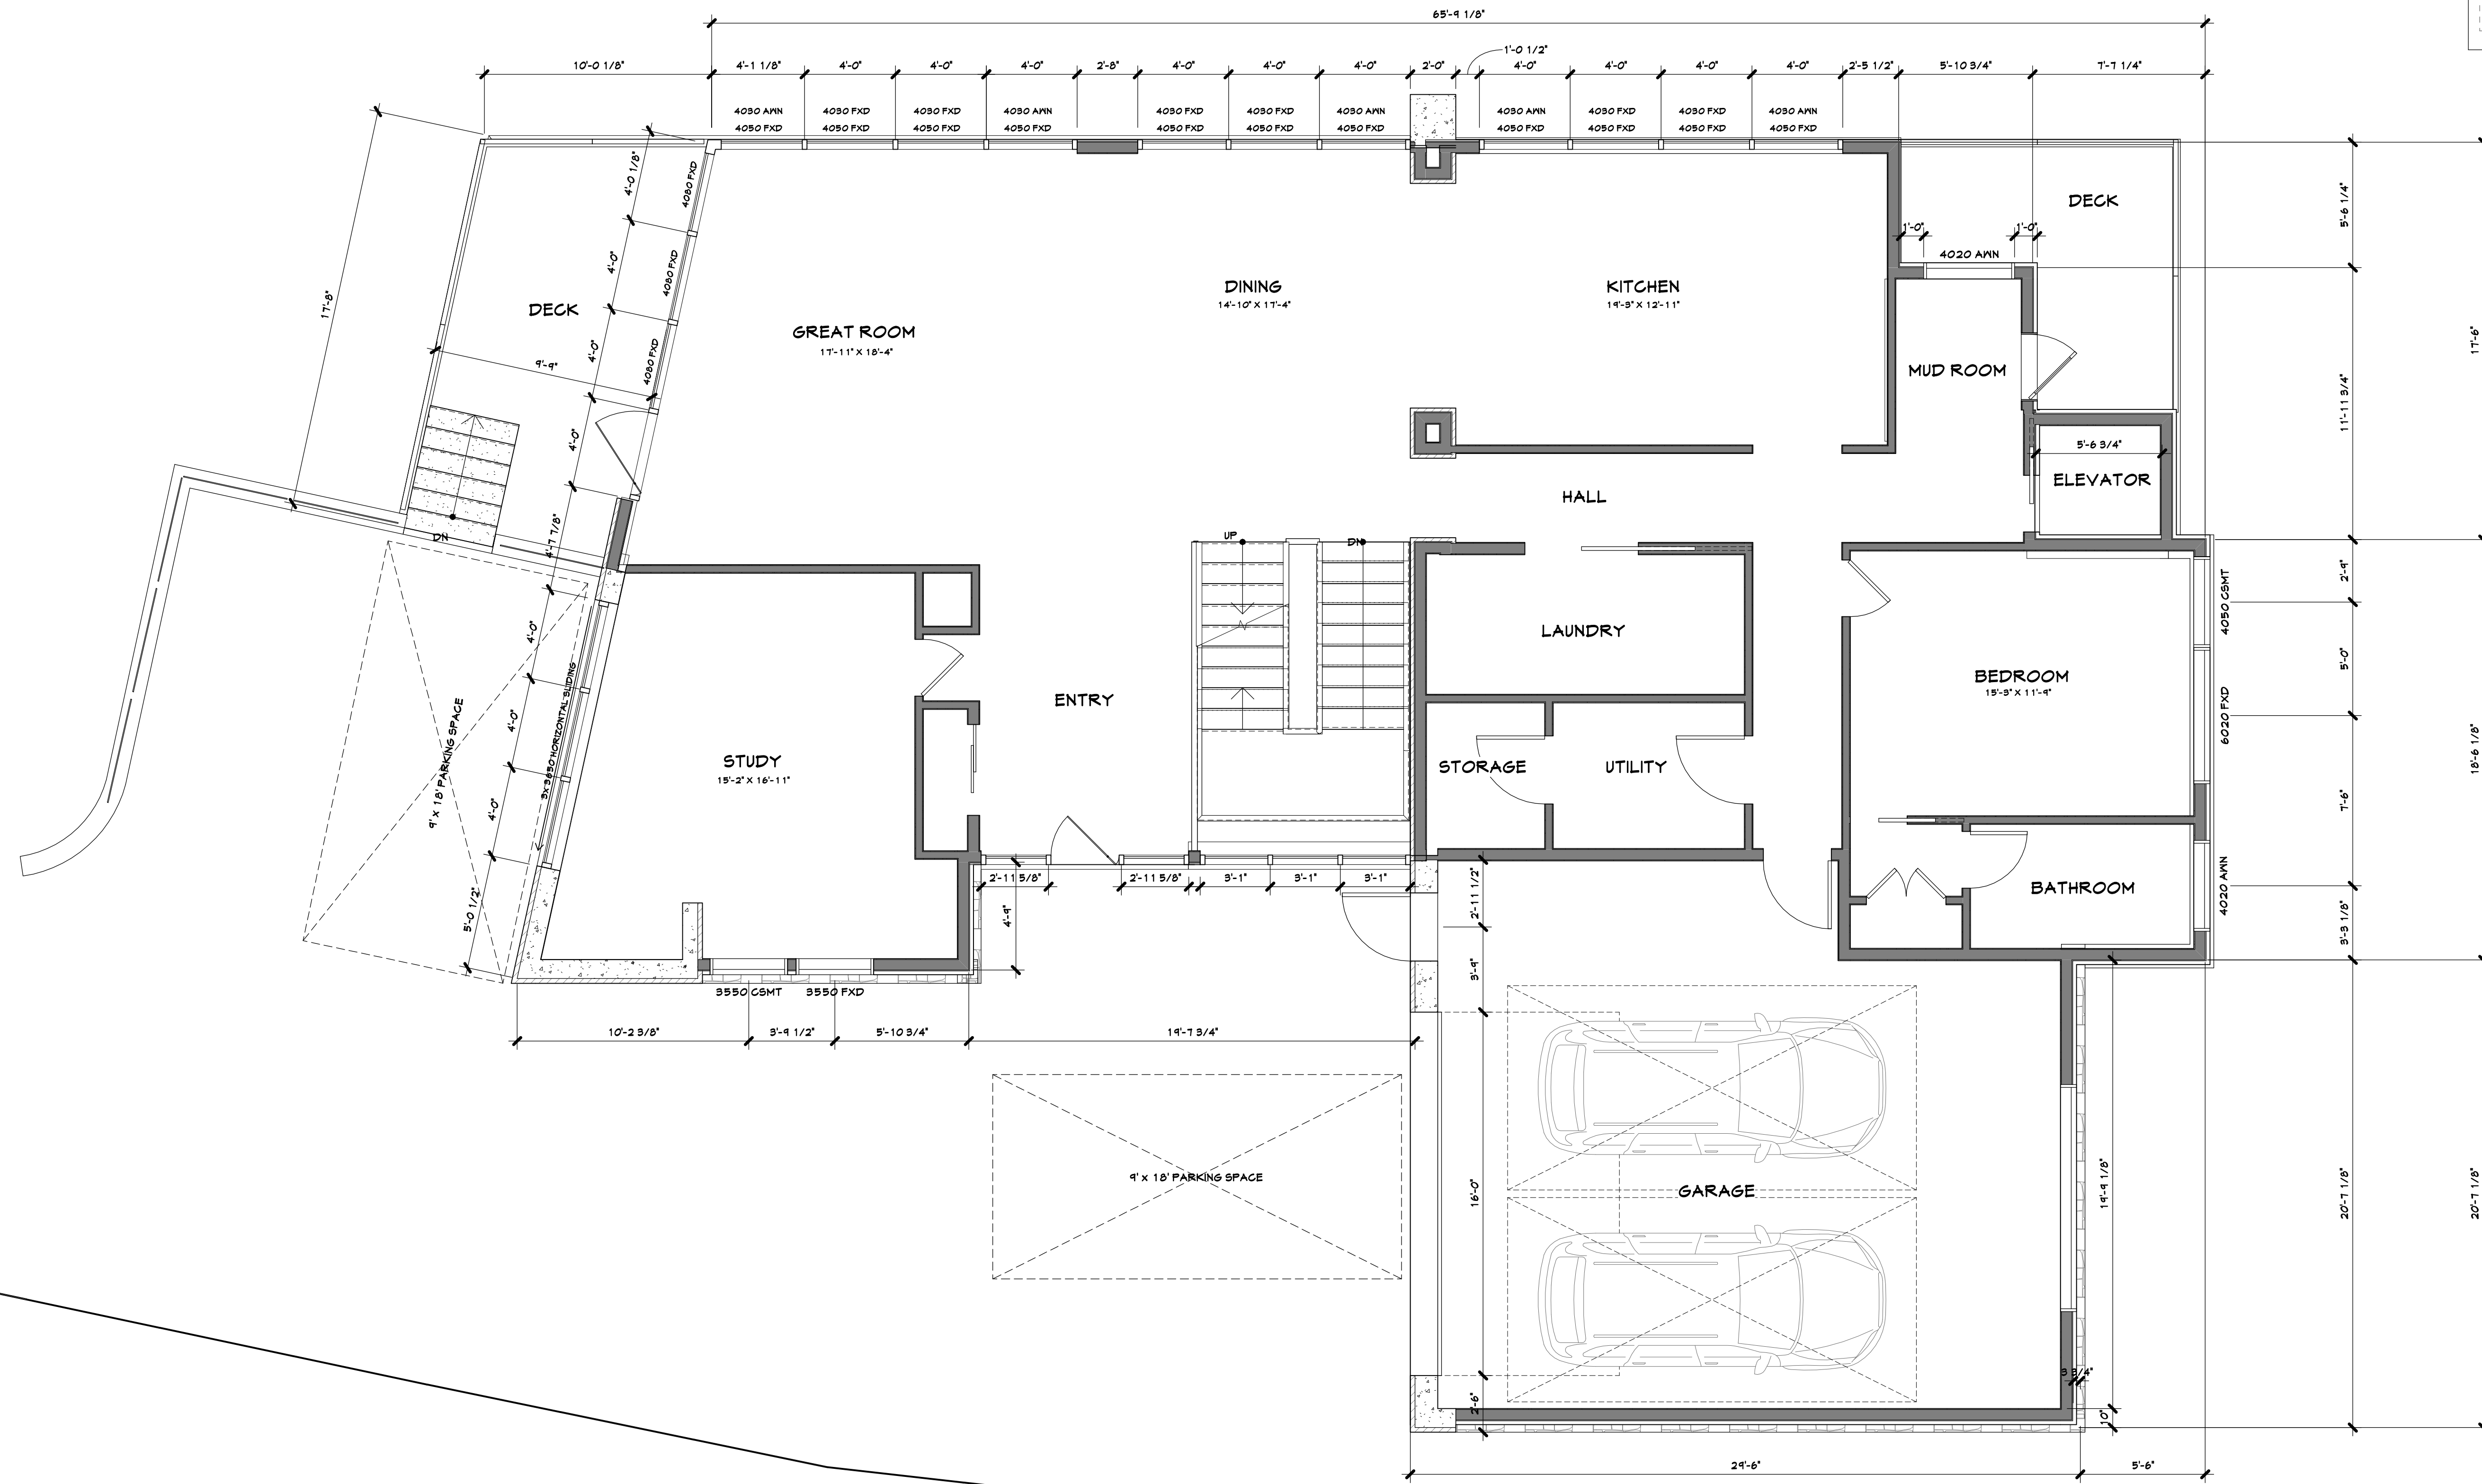 65'-9 1/8"
1'-0 1/2"
10'-0 1/8"
4'-1 1/8"
4'-0"
4'-0"
4'-0"
2'-8"
4'-0"
4'-0"
4'-0"
2'-0"
4'-0"
4'-0"
4'-0"
4'-0"
2'-5 1/2"
5'-10 3/4"
7'-7 1/4"
4030 AWN
4050 FXD
4030 FXD
4050 FXD
4030 FXD
4050 FXD
4030 AWN
4050 FXD
4030 FXD
4050 FXD
4030 FXD
4050 FXD
4030 AWN
4050 FXD
4030 AWN
4050 FXD
4030 FXD
4050 FXD
4030 FXD
4050 FXD
4030 AWN
4050 FXD
17'-8"
4'-0 1/8"
4'-0"
4'-0"
4'-0"
4'-7 7/8"
4'-0"
4'-0"
4'-0"
5'-0 1/2"
4080 FXD
4080 FXD
4080 FXD
DECK
9'-9"
DN
GREAT ROOM
17'-11" X 18'-4"
DINING
14'-10" X 17'-4"
KITCHEN
19'-3" X 12'-11"
DECK
1'-0"
1'-0"
4020 AWN
MUD ROOM
5'-6 3/4"
ELEVATOR
HALL
UP
DN
LAUNDRY
ENTRY
STUDY
15'-2" X 16'-11"
3X 3630 HORIZONTAL SLIDING
9' X 18' PARKING SPACE
STORAGE
UTILITY
BEDROOM
15'-3" X 11'-9"
BATHROOM
4050 CSMT
6020 FXD
4020 AWN
5'-6 1/4"
11'-11 3/4"
2'-9"
5'-0"
7'-6"
3'-3 1/8"
20'-7 1/8"
17'-6"
18'-6 1/8"
20'-7 1/8"
2'-11 5/8"
2'-11 5/8"
3'-1"
3'-1"
3'-1"
4'-9"
2'-11 1/2"
3'-9"
16'-0"
2'-6"
3550 CSMT
3550 FXD
10'-2 3/8"
3'-9 1/2"
5'-10 3/4"
19'-7 3/4"
9' X 18' PARKING SPACE
GARAGE
19'-9 1/8"
3 3/4"
10"
29'-6"
5'-6"